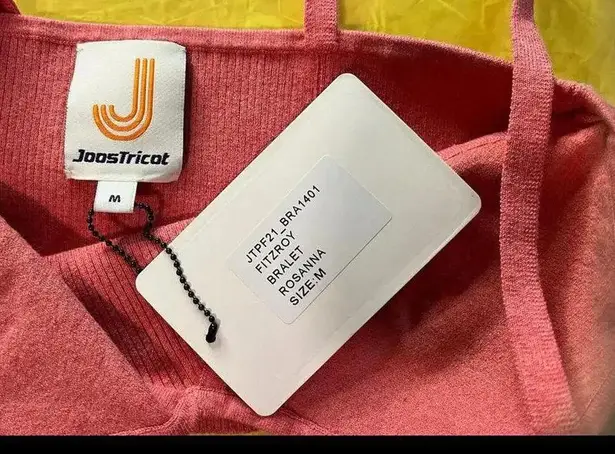 JoosTricot
M
JTPF21_BRA1401
FITZROY
BRALET
ROSANNA
SIZE:M